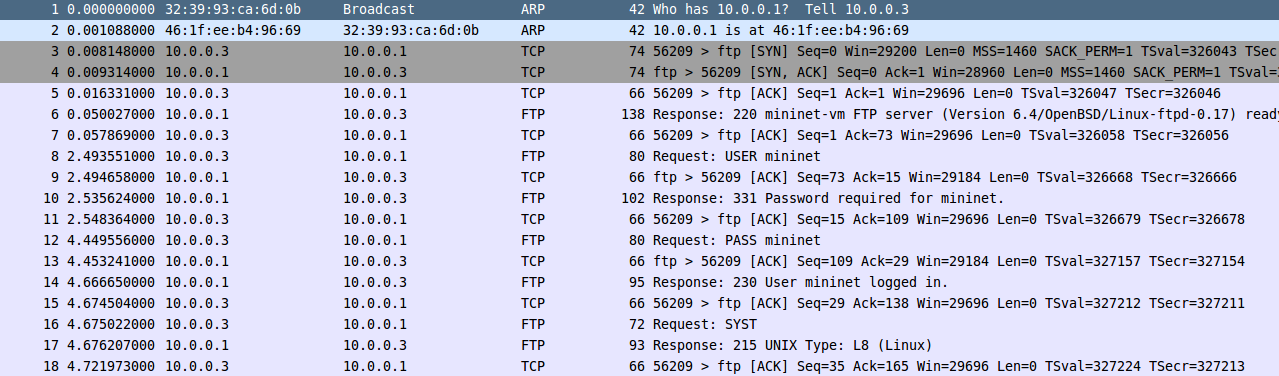 1 0.000000000 32:39:93:ca:6d:0b Broadcast ARP 42 Who has 10.0.0.1? Tell 10.0.0.3
2 0.001088000 46:1f:ee:b4:96:69 32:39:93:ca:6d:0b ARP 42 10.0.0.1 is at 46:1f:ee:b4:96:69
3 0.008148000 10.0.0.3 10.0.0.1 TCP 74 56209 > ftp [SYN] Seq=0 Win=29200 Len=0 MSS=1460 SACK_PERM=1 TSval=326043 TSec
4 0.009314000 10.0.0.1 10.0.0.3 TCP 74 ftp > 56209 [SYN, ACK] Seq=0 Ack=1 Win=28960 Len=0 MSS=1460 SACK_PERM=1 TSval=
5 0.016331000 10.0.0.3 10.0.0.1 TCP 66 56209 > ftp [ACK] Seq=1 Ack=1 Win=29696 Len=0 TSval=326047 TSecr=326046
6 0.050027000 10.0.0.1 10.0.0.3 FTP 138 Response: 220 mininet-vm FTP server (Version 6.4/OpenBSD/Linux-ftpd-0.17) ready
7 0.057869000 10.0.0.3 10.0.0.1 TCP 66 56209 > ftp [ACK] Seq=1 Ack=73 Win=29696 Len=0 TSval=326058 TSecr=326056
8 2.493551000 10.0.0.3 10.0.0.1 FTP 80 Request: USER mininet
9 2.494658000 10.0.0.1 10.0.0.3 TCP 66 ftp > 56209 [ACK] Seq=73 Ack=15 Win=29184 Len=0 TSval=326668 TSecr=326666
10 2.535624000 10.0.0.1 10.0.0.3 FTP 102 Response: 331 Password required for mininet.
11 2.548364000 10.0.0.3 10.0.0.1 TCP 66 56209 > ftp [ACK] Seq=15 Ack=109 Win=29696 Len=0 TSval=326679 TSecr=326678
12 4.449556000 10.0.0.3 10.0.0.1 FTP 80 Request: PASS mininet
13 4.453241000 10.0.0.1 10.0.0.3 TCP 66 ftp > 56209 [ACK] Seq=109 Ack=29 Win=29184 Len=0 TSval=327157 TSecr=327154
14 4.666650000 10.0.0.1 10.0.0.3 FTP 95 Response: 230 User mininet logged in.
15 4.674504000 10.0.0.3 10.0.0.1 TCP 66 56209 > ftp [ACK] Seq=29 Ack=138 Win=29696 Len=0 TSval=327212 TSecr=327211
16 4.675022000 10.0.0.3 10.0.0.1 FTP 72 Request: SYST
17 4.676207000 10.0.0.1 10.0.0.3 FTP 93 Response: 215 UNIX Type: L8 (Linux)
18 4.721973000 10.0.0.3 10.0.0.1 TCP 66 56209 > ftp [ACK] Seq=35 Ack=165 Win=29696 Len=0 TSval=327224 TSecr=327213